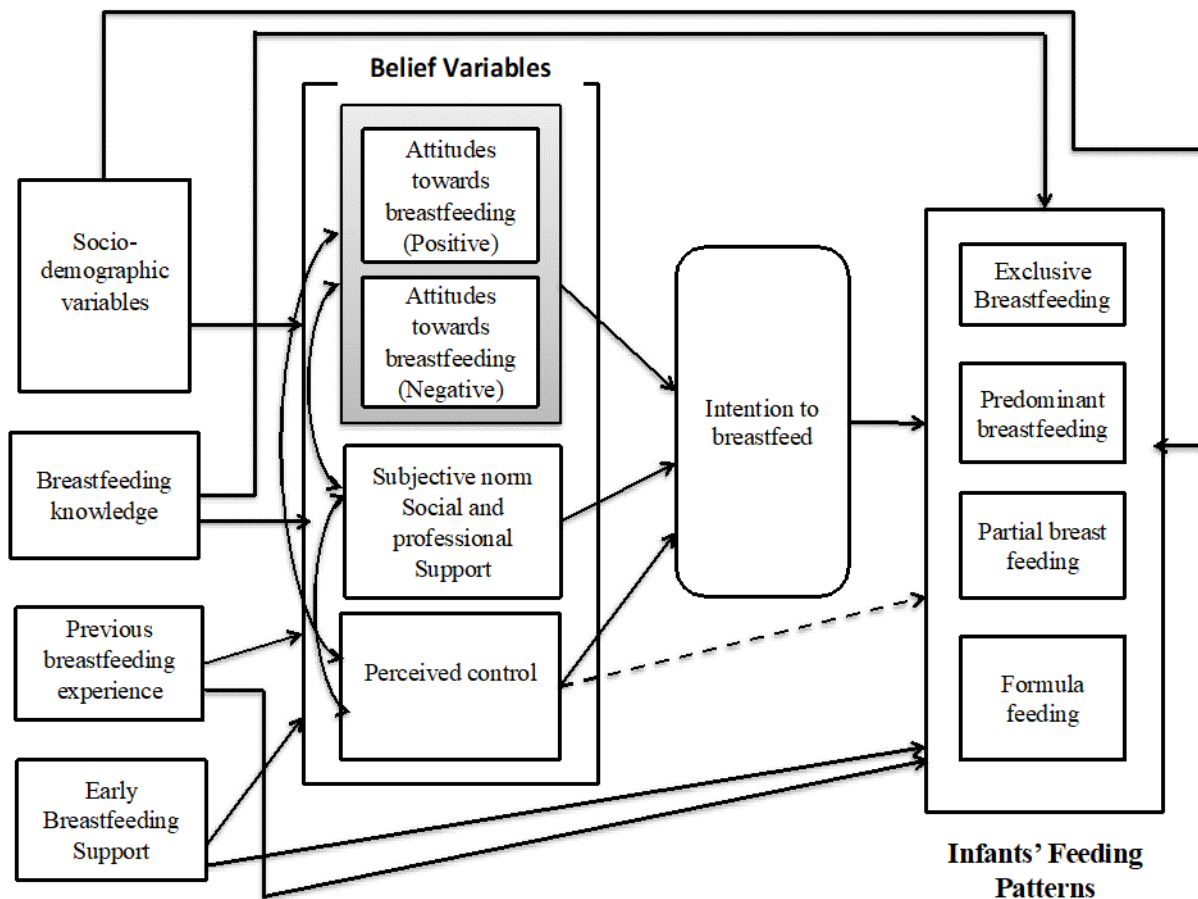 Belief Variables
Attitudes
towards
breastfeeding
(Positive)
Attitudes
towards
breastfeeding
(Negative)
Subjective norm
Social and
professional
Support
Perceived control
Socio-
demographic
variables
Breastfeeding
knowledge
Previous
breastfeeding
experience
Early
Breastfeeding
Support
Intention to
breastfeed
Exclusive
Breastfeeding
Predominant
breastfeeding
Partial breast
feeding
Formula
feeding
Infants’ Feeding
Patterns